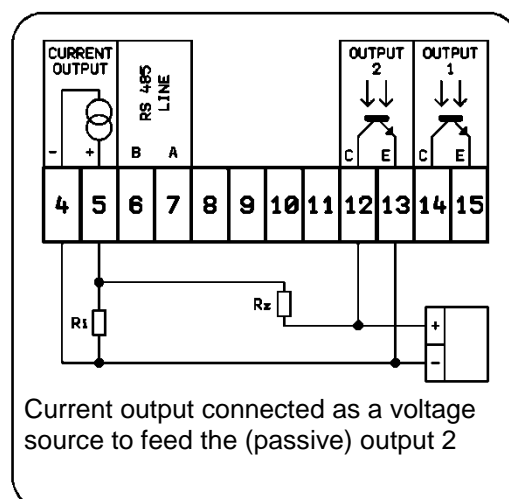 CURRENT OUTPUT
RS 485 LINE
OUTPUT 2
OUTPUT 1
- + B A C E C E
4 5 6 7 8 9 10 11 12 13 14 15
Rz
Ri
+
-
Current output connected as a voltage
source to feed the (passive) output 2